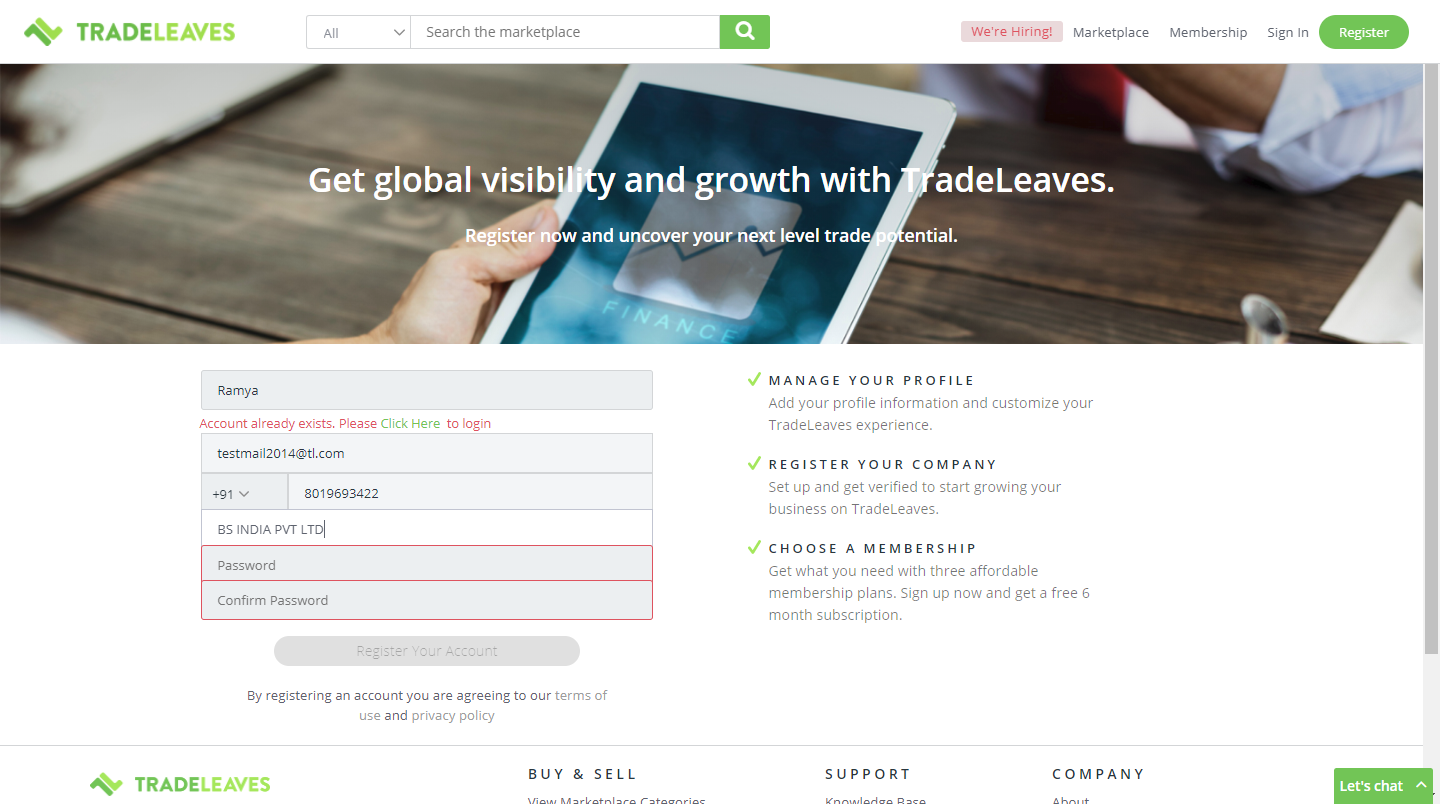 TRADELEAVES
All
Search the marketplace
We're Hiring!
Marketplace
Membership
Sign In
Register
Get global visibility and growth with TradeLeaves.
Register now and uncover your next level trade potential.
FINANCE
Ramya
Account already exists. Please Click Here to login
testmail2014@tl.com
+91
8019693422
BS INDIA PVT LTD
Password
Confirm Password
Register Your Account
By registering an account you are agreeing to our terms of
use and privacy policy
MANAGE YOUR PROFILE
Add your profile information and customize your
TradeLeaves experience.
REGISTER YOUR COMPANY
Set up and get verified to start growing your
business on TradeLeaves.
CHOOSE A MEMBERSHIP
Get what you need with three affordable
membership plans. Sign up now and get a free 6
month subscription.
TRADELEAVES
BUY & SELL
View Marketplace Categories
SUPPORT
Knowledge Base
COMPANY
About
Let's chat